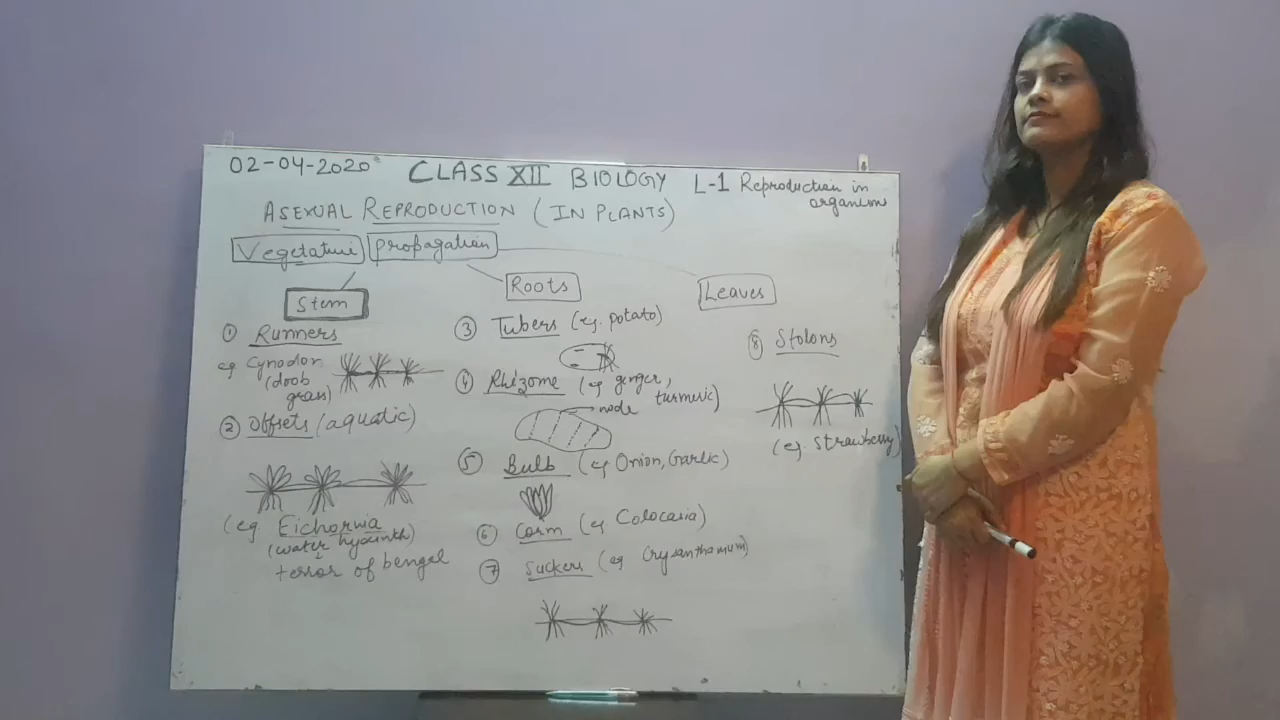 02-04-2020 CLASS XII BIOLOGY L-1 Reproduction in
organisms
ASEXUAL REPRODUCTION (IN PLANTS)
Vegetative Propagation
Stem
Roots
Leaves
① Runners
eg Cynodon
(doob
grass)
② Offsets (aquatic)
(eg Eichornia
(water hyacinth)
terror of bengal
③ Tubers (eg. potato)
④ Rhizome (eg ginger,
turmeric)
node
⑤ Bulb (eg Onion, Garlic)
⑥ Corm (eg Colocasia)
⑦ Suckers (eg Crysanthamum)
⑧ Stolons
(eg. Strawberry)